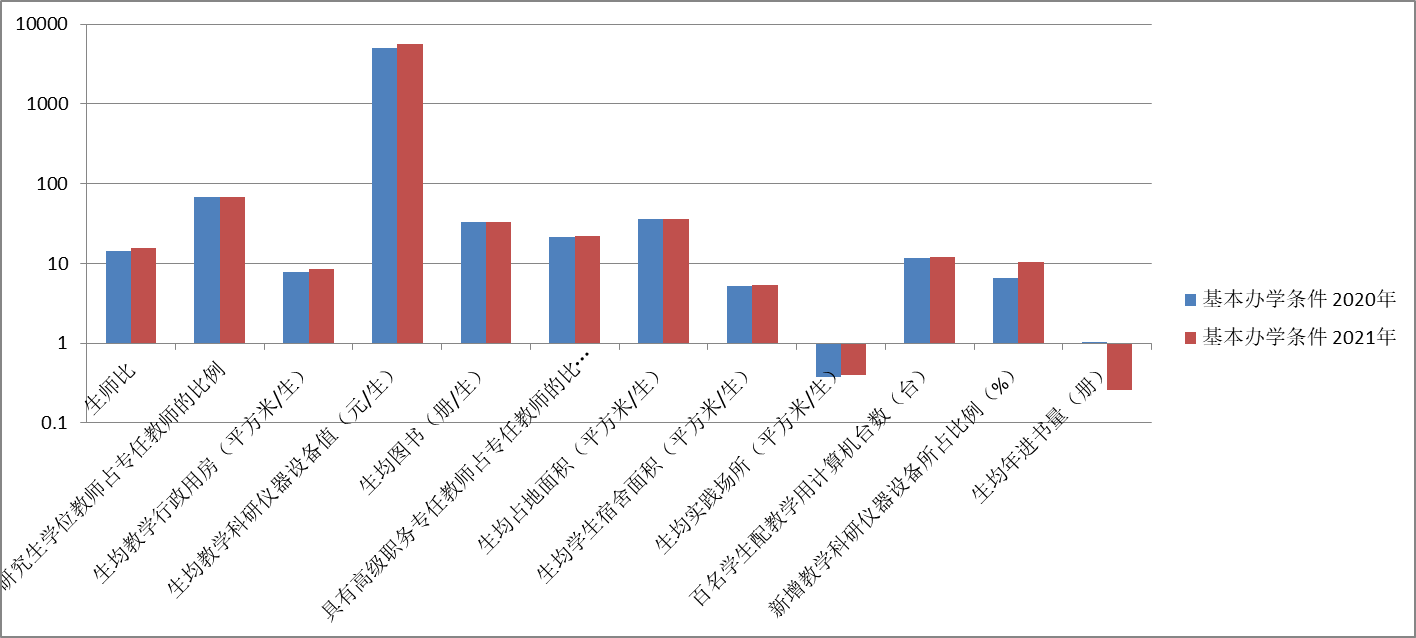 10000
1000
100
10
1
0.1
生师比
研究生学位教师占专任教师的比例
生均教学行政用房（平方米/生）
生均教学科研仪器设备值（元/生）
生均图书（册/生）
具有高级职务专任教师占专任教师的比…
生均占地面积（平方米/生）
生均学生宿舍面积（平方米/生）
生均实践场所（平方米/生）
百名学生配教学用计算机台数（台）
新增教学科研仪器设备所占比例（%）
生均年进书量（册）
基本办学条件 2020年
基本办学条件 2021年